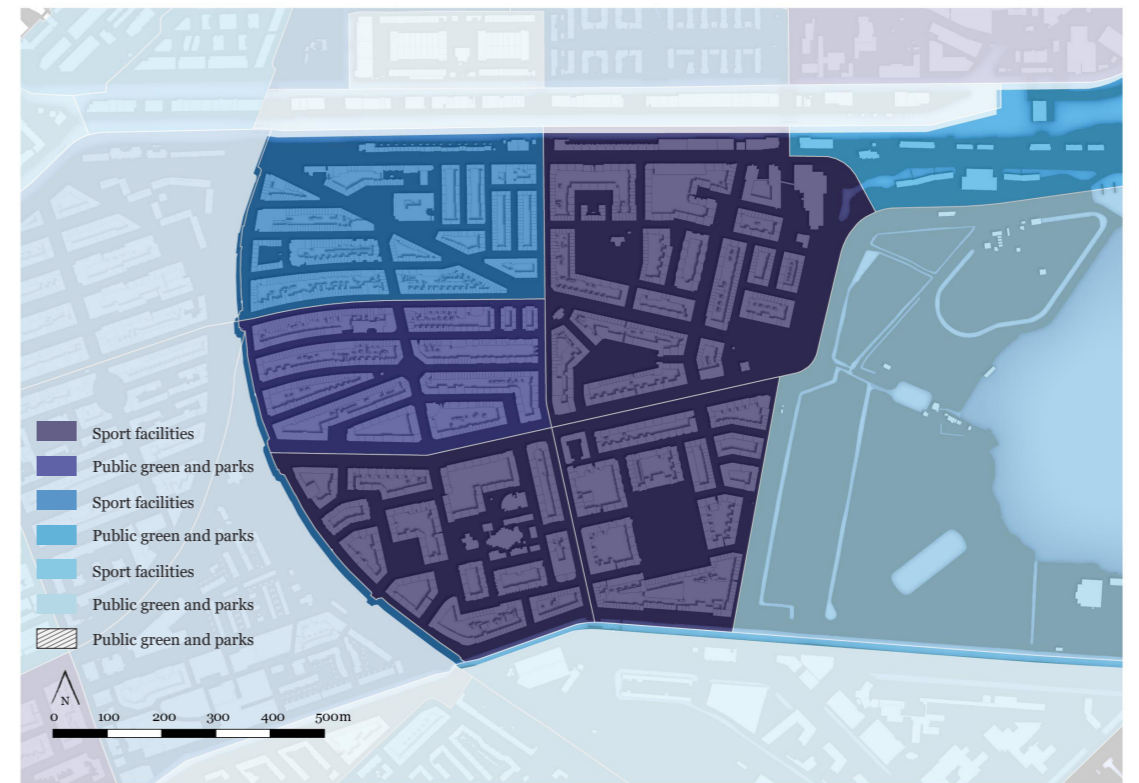 Sport facilities
Public green and parks
Sport facilities
Public green and parks
Sport facilities
Public green and parks
Public green and parks
N
0 100 200 300 400 500m